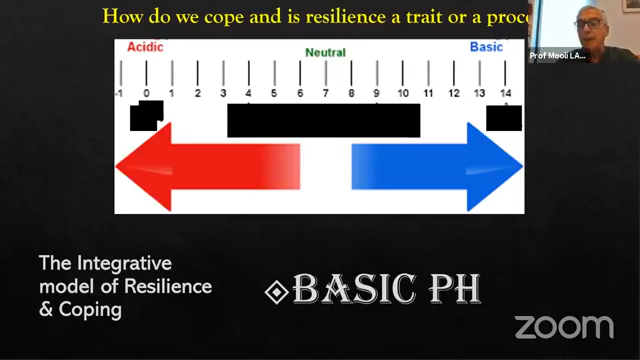 How do we cope and is resilience a trait or a proce
Prof Mooli LA...
Acidic
Neutral
Basic
-1 0 1 2 3 4 5 6 7 8 9 10 11 12 13 14
The Integrative
model of Resilience
& Coping
BASIC PH
zoom